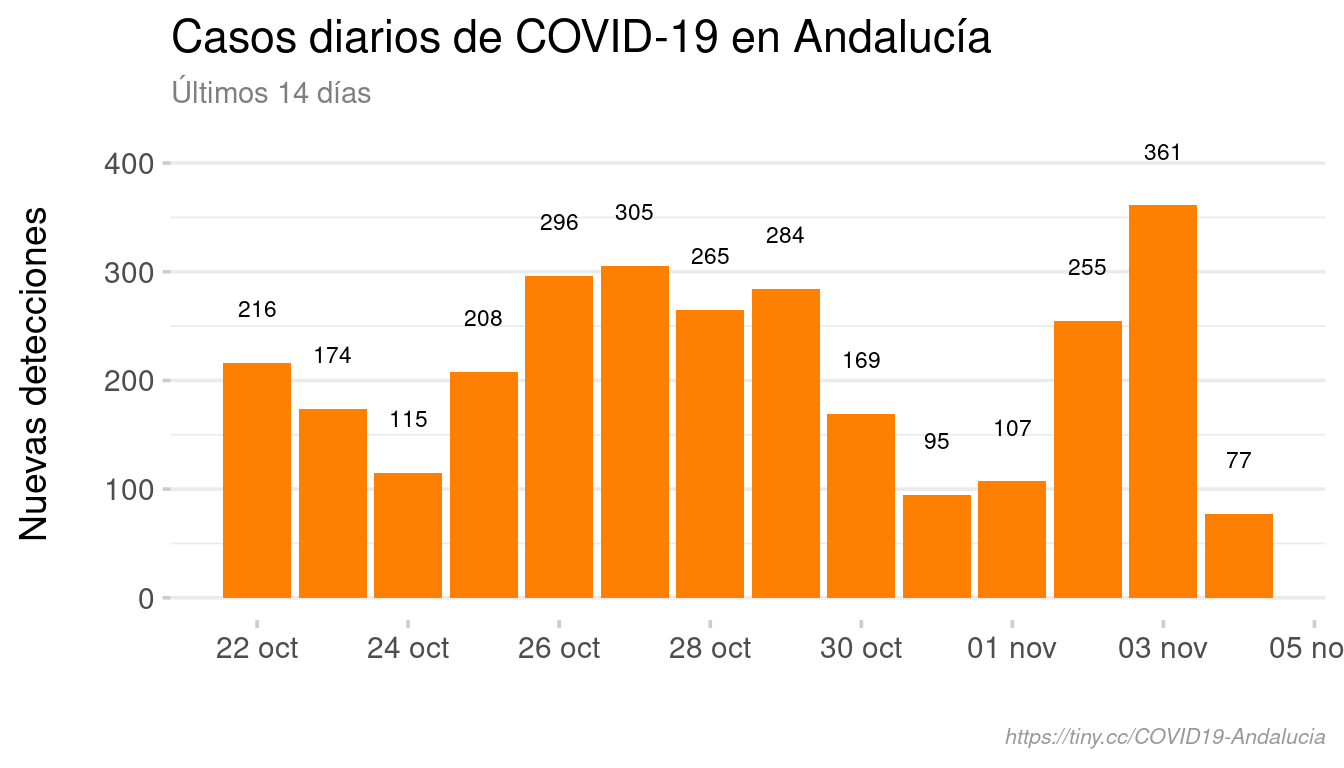 Casos diarios de COVID-19 en Andalucía
Últimos 14 días
Nuevas detecciones
400
300
200
100
0
216
174
115
208
296
305
265
284
169
95
107
255
361
77
22 oct
24 oct
26 oct
28 oct
30 oct
01 nov
03 nov
05 no
https://tiny.cc/COVID19-Andalucia